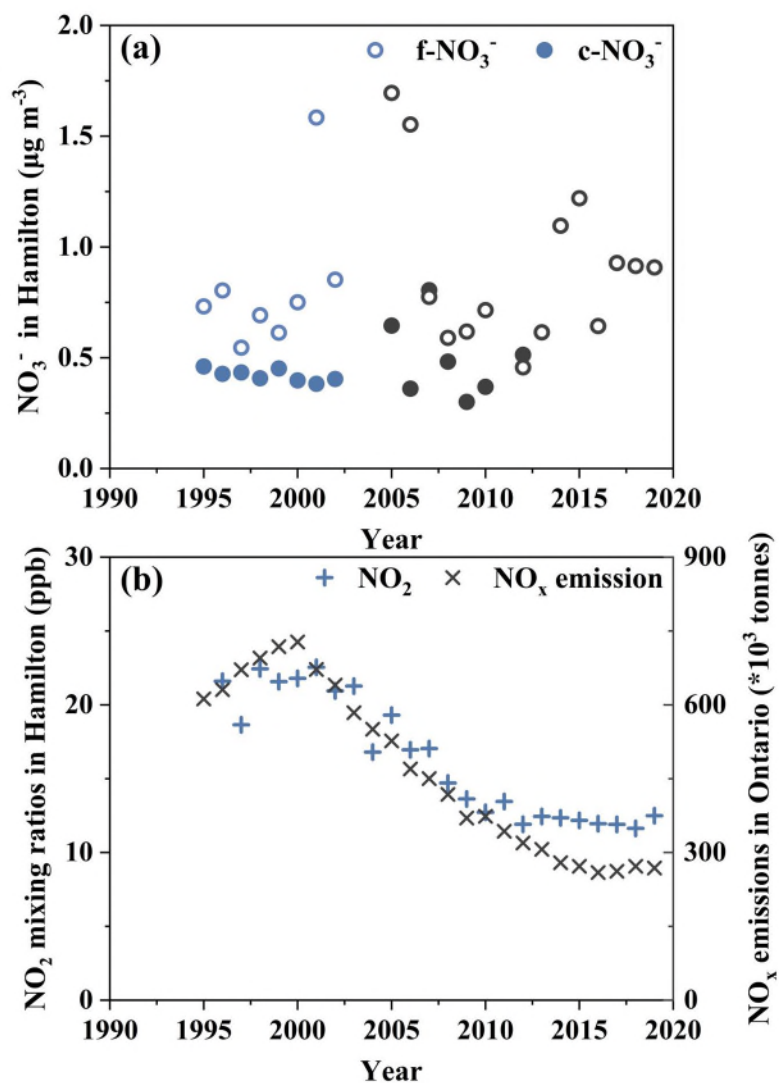 (a) f-NO₃⁻ c-NO₃⁻
NO₃⁻ in Hamilton (μg m⁻³)
2.0
1.5
1.0
0.5
0.0
1990 1995 2000 2005 2010 2015 2020
Year
(b) NO₂ NOₓ emission
NO₂ mixing ratios in Hamilton (ppb)
30
20
10
0
NOₓ emissions in Ontario (*10³ tonnes)
900
600
300
0
1990 1995 2000 2005 2010 2015 2020
Year